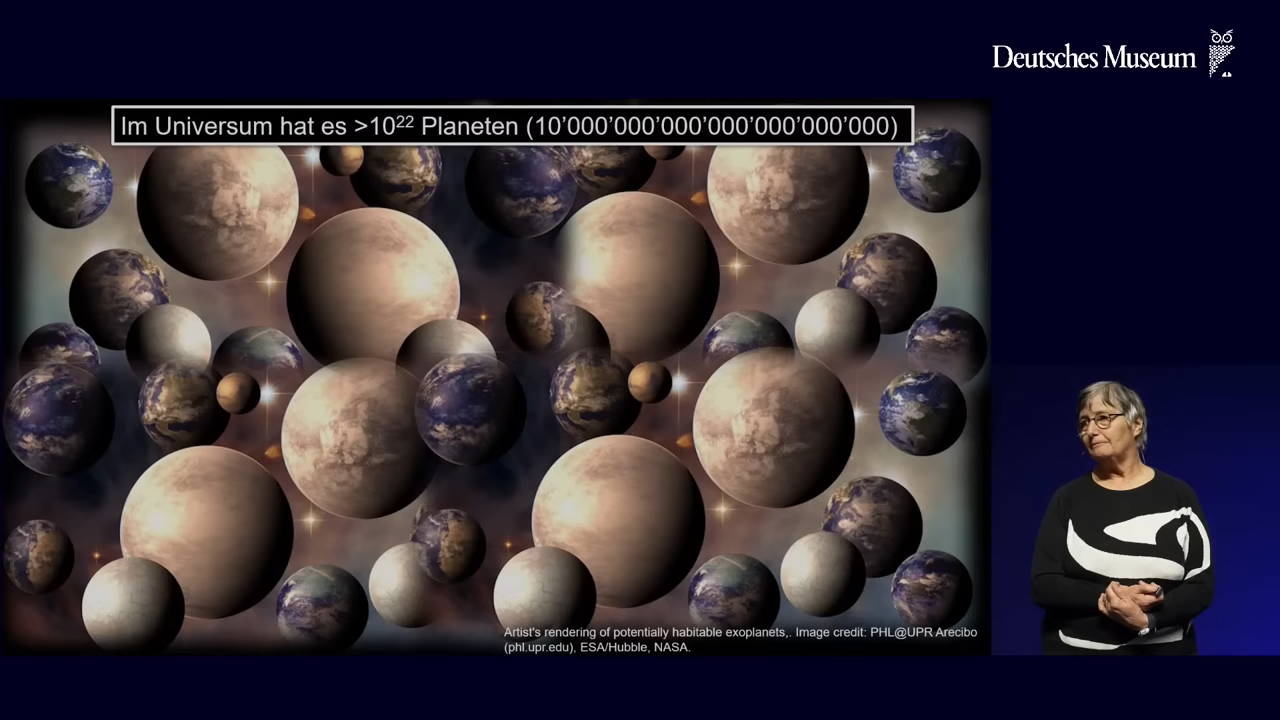 Deutsches Museum
Im Universum hat es >10²² Planeten (10’000’000’000’000’000’000’000)
Artist's rendering of potentially habitable exoplanets,. Image credit: PHL@UPR Arecibo
(phl.upr.edu), ESA/Hubble, NASA.